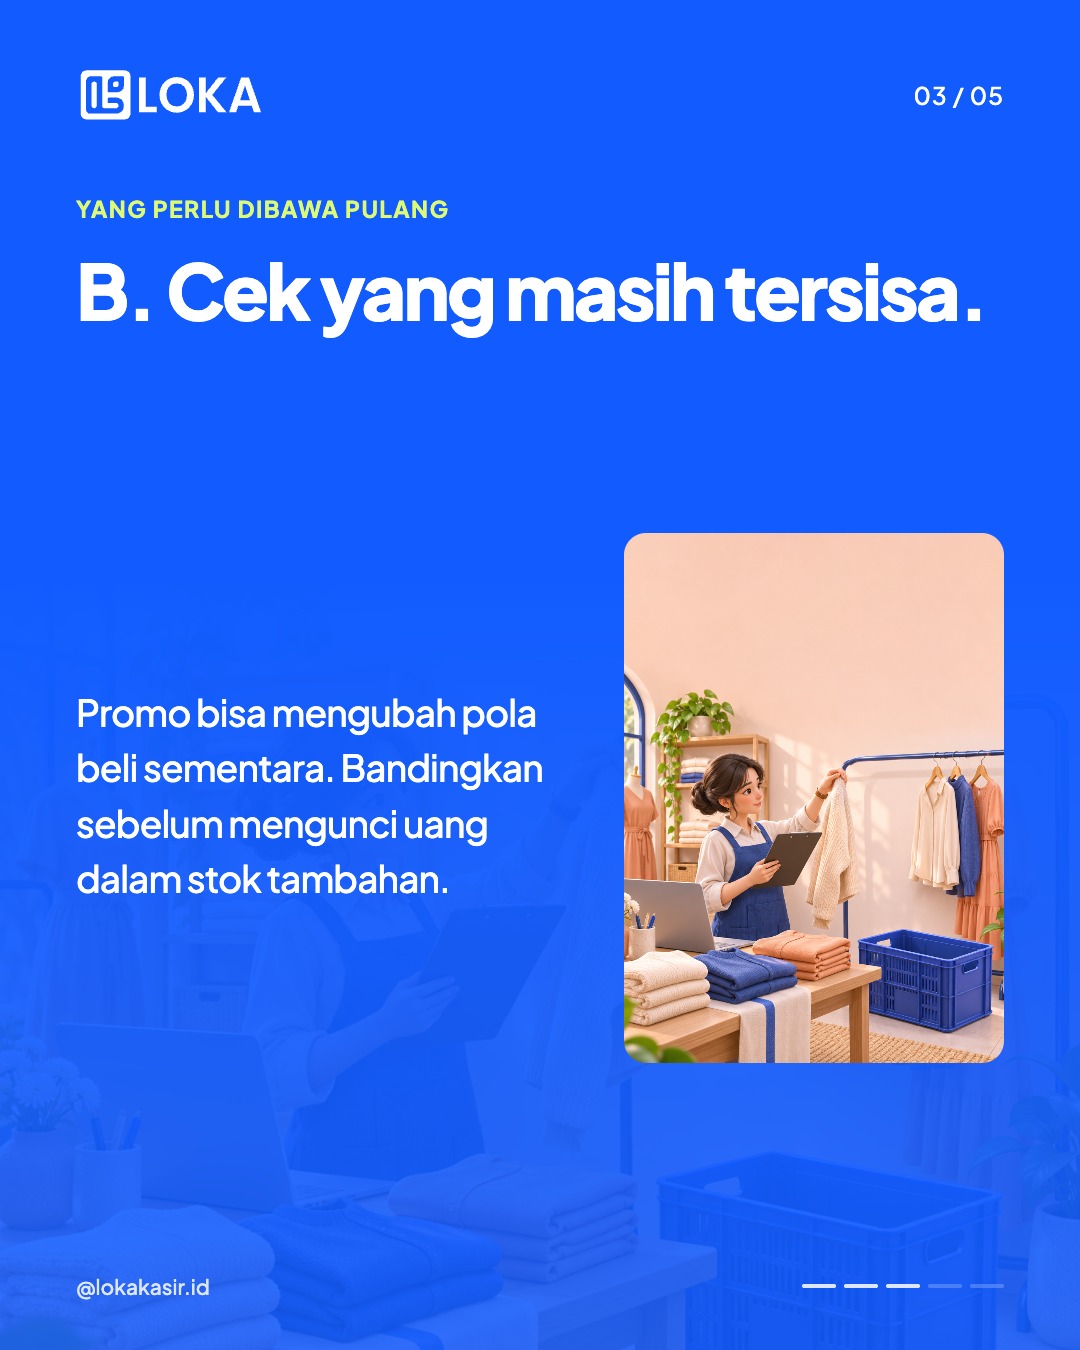 LOKA
03 / 05
YANG PERLU DIBAWA PULANG
B. Cek yang masih tersisa.
Promo bisa mengubah pola
beli sementara. Bandingkan
sebelum mengunci uang
dalam stok tambahan.
@lokakasir.id